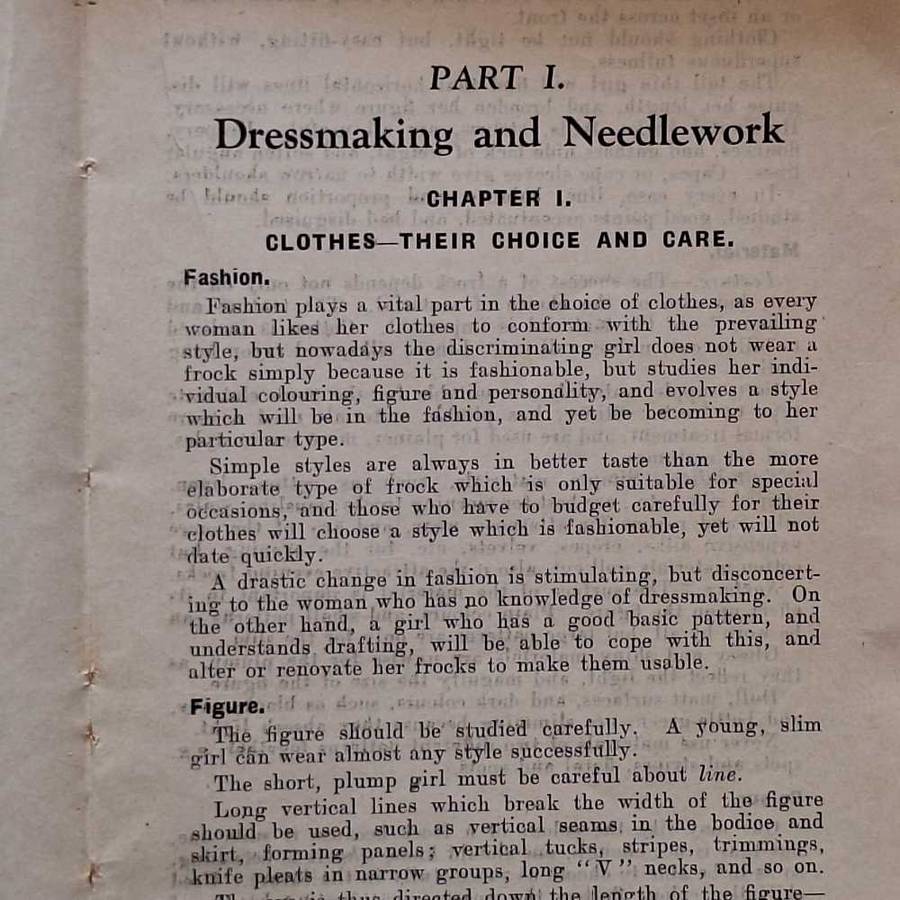 PART I.
Dressmaking and Needlework
CHAPTER I.
CLOTHES—THEIR CHOICE AND CARE.
Fashion.
Fashion plays a vital part in the choice of clothes, as every
woman likes her clothes to conform with the prevailing
style, but nowadays the discriminating girl does not wear a
frock simply because it is fashionable, but studies her indi-
vidual colouring, figure and personality, and evolves a style
which will be in the fashion, and yet be becoming to her
particular type.
Simple styles are always in better taste than the more
elaborate type of frock which is only suitable for special
occasions, and those who have to budget carefully for their
clothes will choose a style which is fashionable, yet will not
date quickly.
A drastic change in fashion is stimulating, but disconcert-
ing to the woman who has no knowledge of dressmaking. On
the other hand, a girl who has a good basic pattern, and
understands drafting, will be able to cope with this, and
alter or renovate her frocks to make them usable.
Figure.
The figure should be studied carefully. A young, slim
girl can wear almost any style successfully.
The short, plump girl must be careful about line.
Long vertical lines which break the width of the figure
should be used, such as vertical seams in the bodice and
skirt, forming panels; vertical tucks, stripes, trimmings,
knife pleats in narrow groups, long "V" necks, and so on.
is thus directed down the length of the figure—